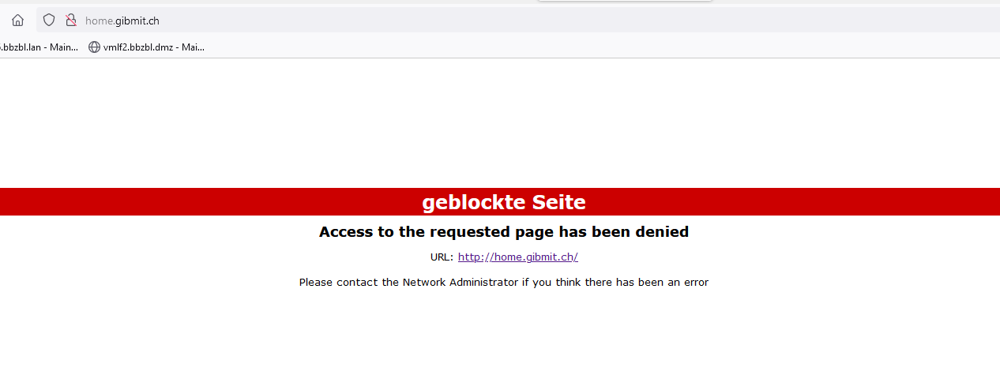 home.gibmit.ch
.bbzbl.lan - Main... vmlf2.bbzbl.dmz - Mai...
geblockte Seite
Access to the requested page has been denied
URL: http://home.gibmit.ch/
Please contact the Network Administrator if you think there has been an error